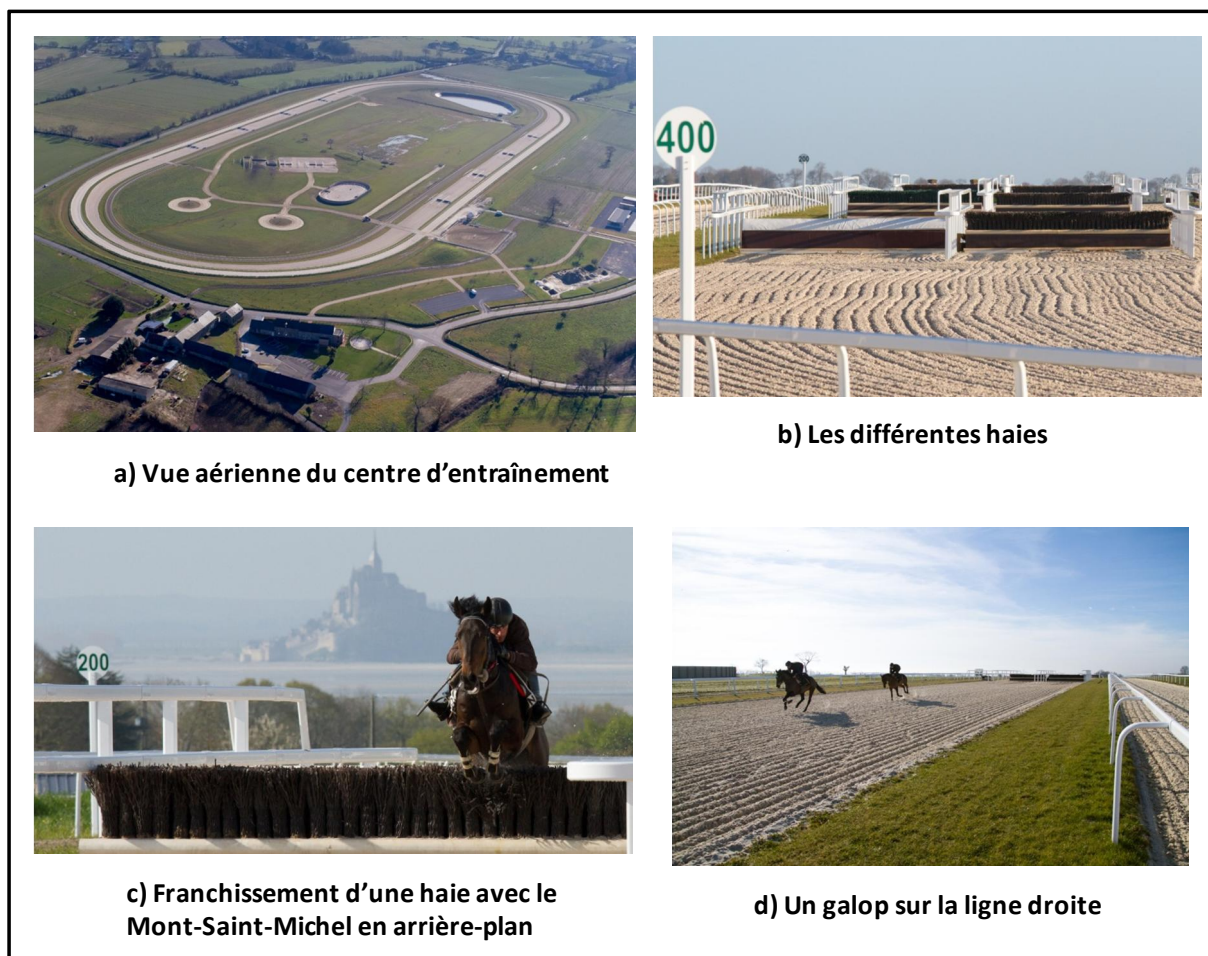 400
a) Vue aérienne du centre d’entraînement
b) Les différentes haies
200
c) Franchissement d’une haie avec le
Mont-Saint-Michel en arrière-plan
d) Un galop sur la ligne droite